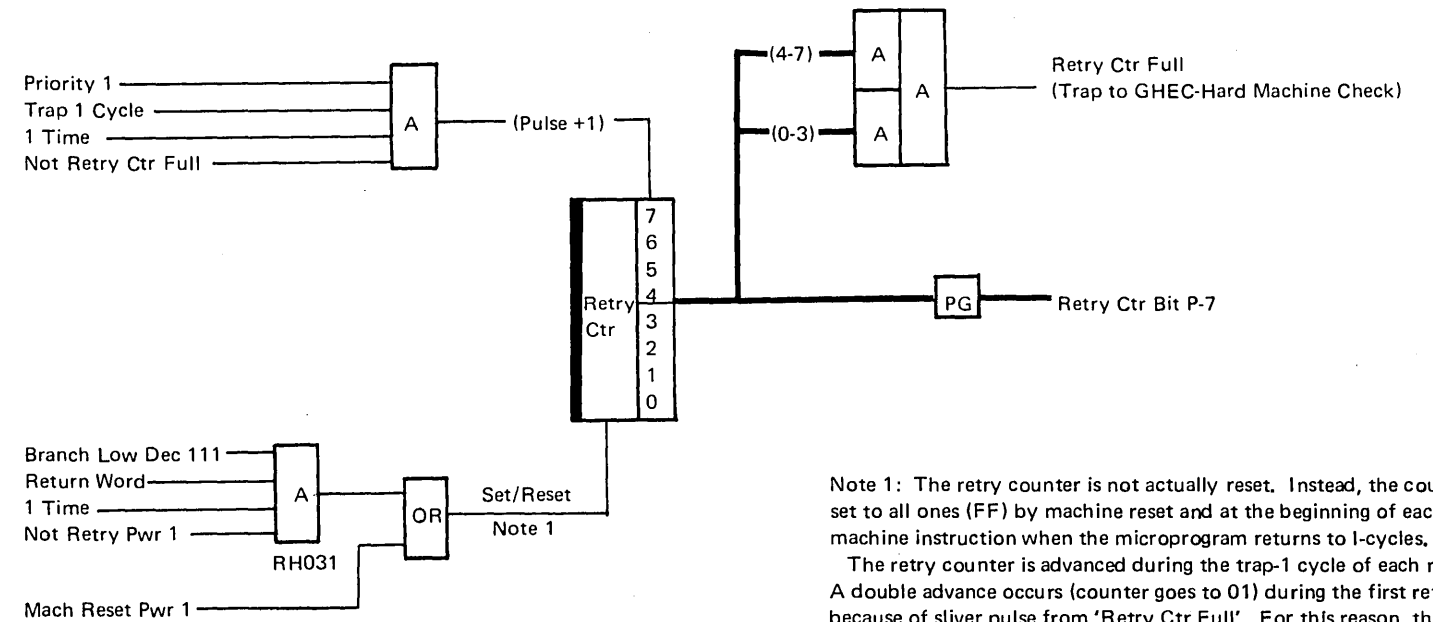 Priority 1
Trap 1 Cycle
1 Time
Not Retry Ctr Full
A
(Pulse +1)
(4-7)
(0-3)
A
A
A
Retry Ctr Full
(Trap to GHEC-Hard Machine Check)
7
6
5
4
3
2
1
0
Retry
Ctr
PG
Retry Ctr Bit P-7
Branch Low Dec 111
Return Word
1 Time
Not Retry Pwr 1
A
RH031
OR
Set/Reset
Note 1
Mach Reset Pwr 1
Note 1: The retry counter is not actually reset. Instead, the cou
set to all ones (FF) by machine reset and at the beginning of eac
machine instruction when the microprogram returns to I-cycles.
The retry counter is advanced during the trap-1 cycle of each r
A double advance occurs (counter goes to 01) during the first ret
because of sliver pulse from 'Retry Ctr Full'. For this reason, th